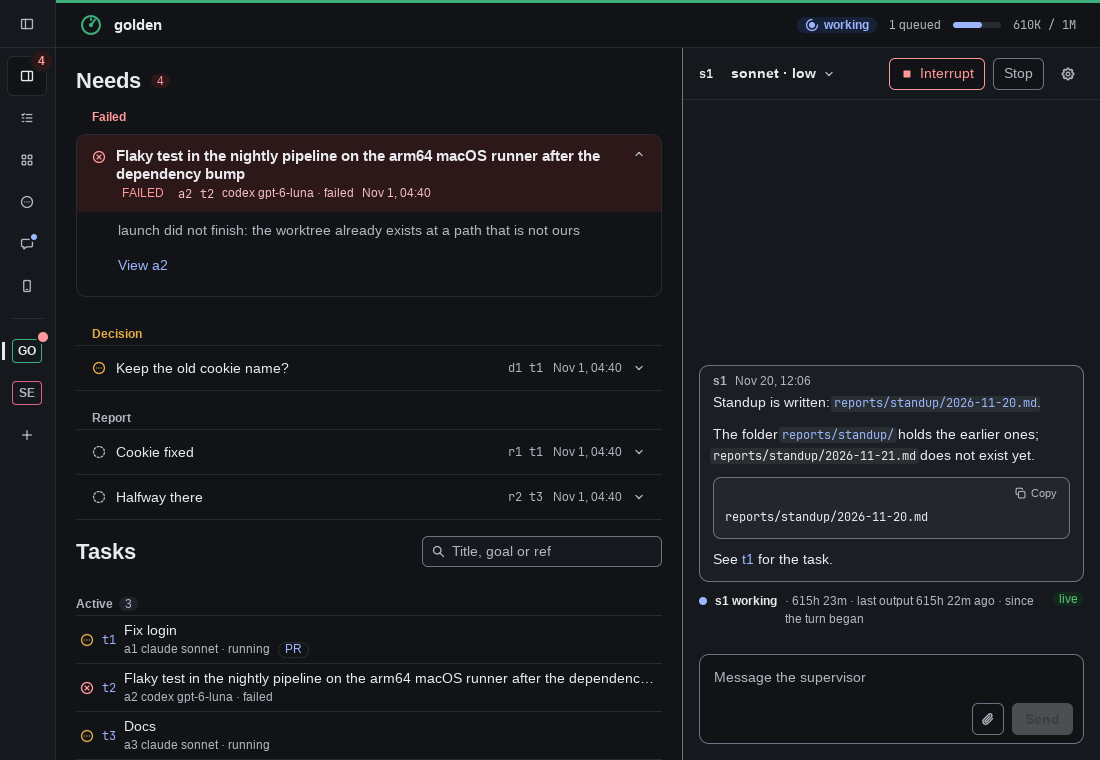 golden
working
1 queued
610K / 1M
4
GO
SE
Needs 4
Failed
Flaky test in the nightly pipeline on the arm64 macOS runner after the
dependency bump
FAILED a2 t2 codex gpt-6-luna · failed Nov 1, 04:40
launch did not finish: the worktree already exists at a path that is not ours
View a2
Decision
Keep the old cookie name? d1 t1 Nov 1, 04:40
Report
Cookie fixed r1 t1 Nov 1, 04:40
Halfway there r2 t3 Nov 1, 04:40
Tasks
Title, goal or ref
Active 3
t1 Fix login
a1 claude sonnet · running PR
t2 Flaky test in the nightly pipeline on the arm64 macOS runner after the dependenc…
a2 codex gpt-6-luna · failed
t3 Docs
a3 claude sonnet · running
s1 sonnet · low
Interrupt
Stop
s1 Nov 20, 12:06
Standup is written: reports/standup/2026-11-20.md.
The folder reports/standup/ holds the earlier ones;
reports/standup/2026-11-21.md does not exist yet.
Copy
reports/standup/2026-11-20.md
See t1 for the task.
s1 working · 615h 23m · last output 615h 22m ago · since
the turn began
live
Message the supervisor
Send